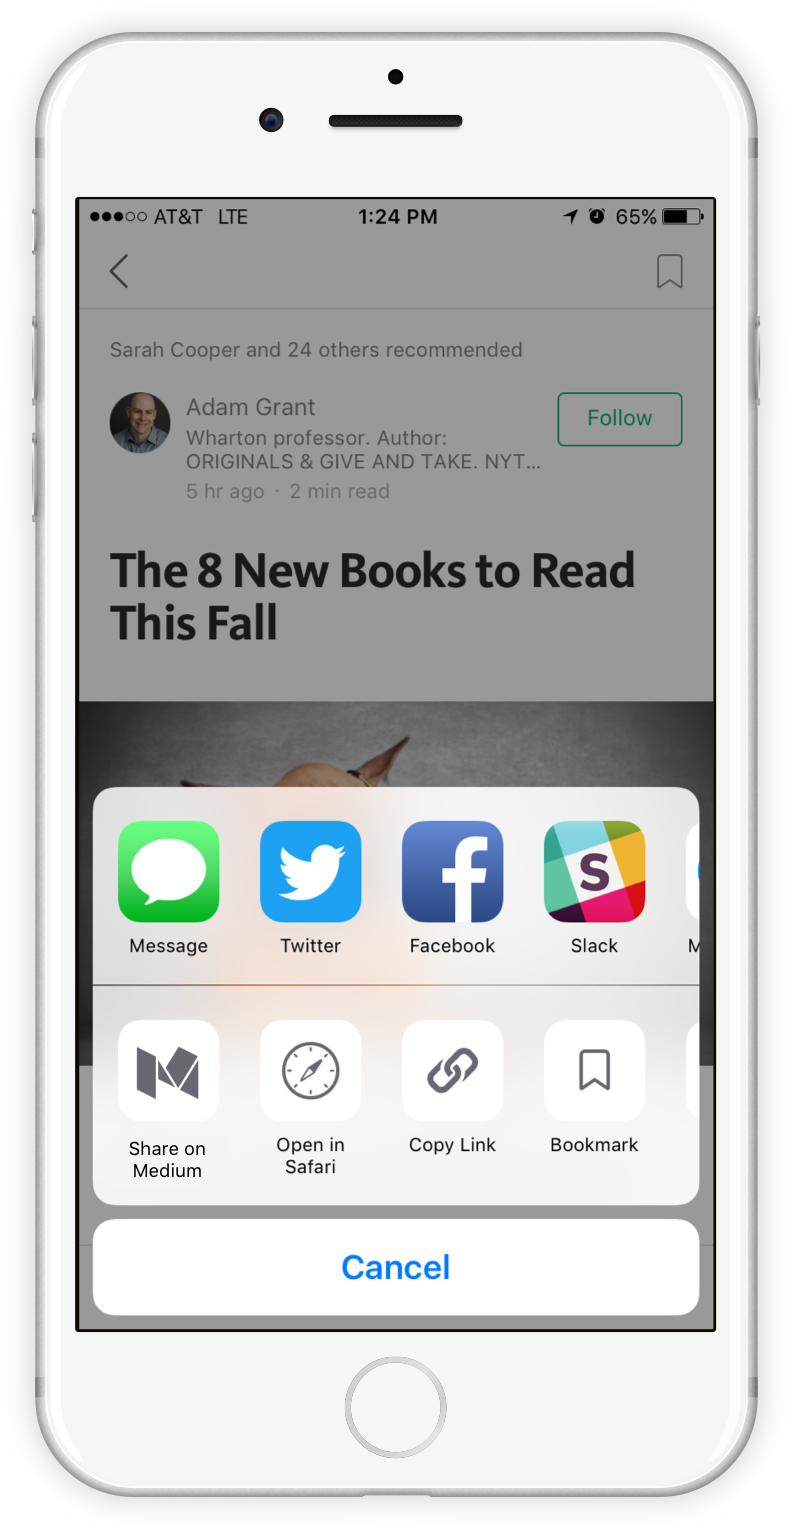 AT&T LTE 1:24 PM 65%
Sarah Cooper and 24 others recommended
Adam Grant
Follow
Wharton professor. Author:
ORIGINALS & GIVE AND TAKE. NYT...
5 hr ago · 2 min read
The 8 New Books to Read
This Fall
S
Message Twitter Facebook Slack M
Share on
Medium
Open in
Safari
Copy Link
Bookmark
Cancel